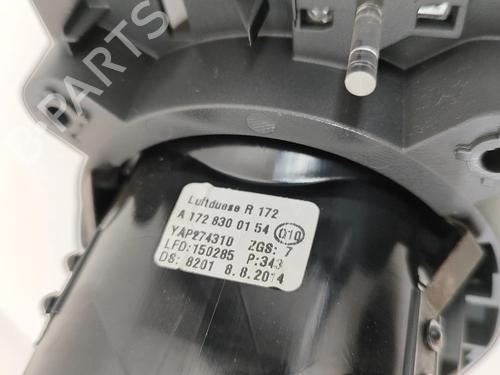 Luftduese R 172
A 172 830 01 54 Q10
YAP274310 ZGS: 7
LFD:150285 P:343
DS: 8201 8.8.2014
B-PARTS